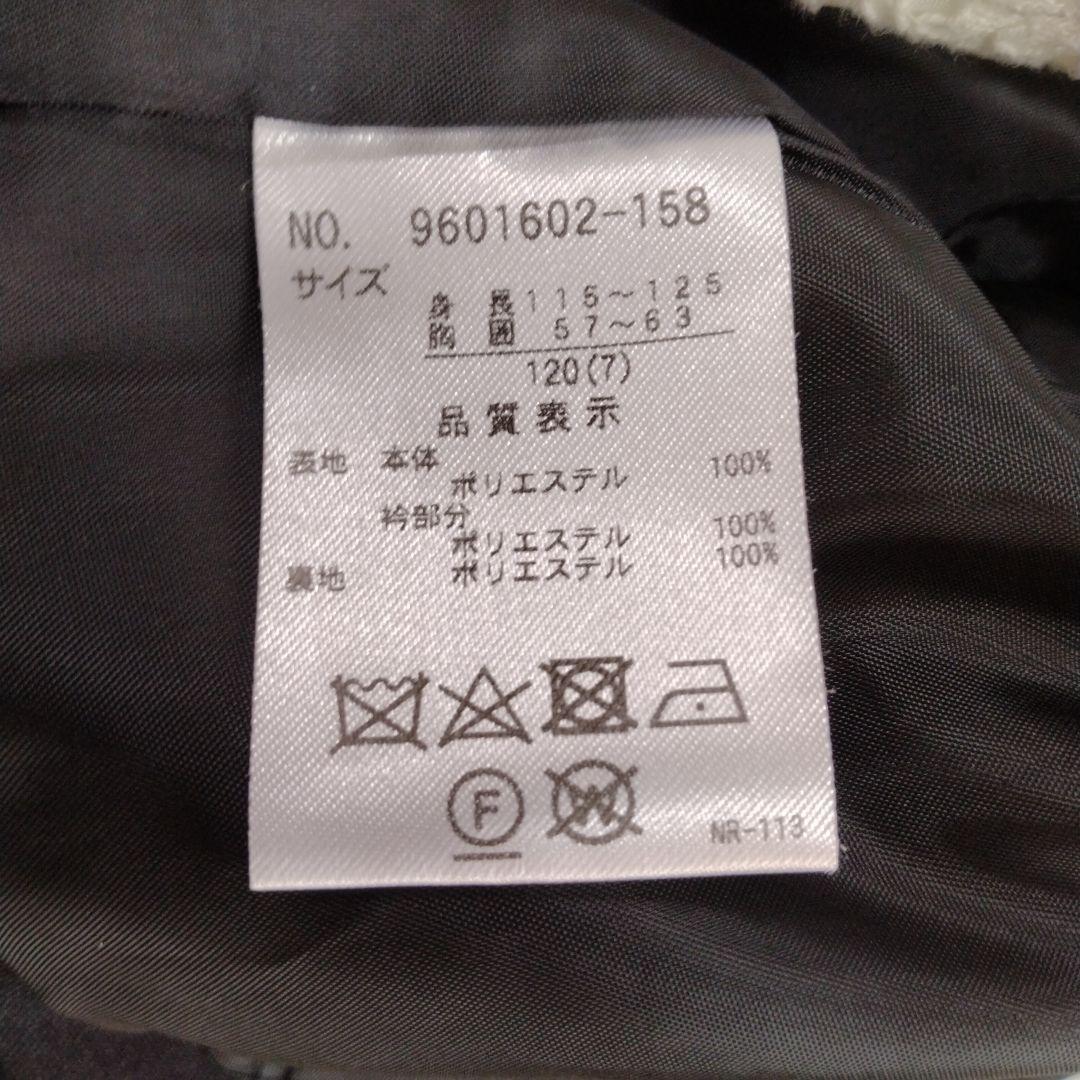 NO. 9601602-158
サイズ
身長115～125
胸囲 57～63
120(7)
品質表示
表地 本体
ポリエステル 100%
衿部分
ポリエステル 100%
裏地 ポリエステル 100%
F
W
NR-113